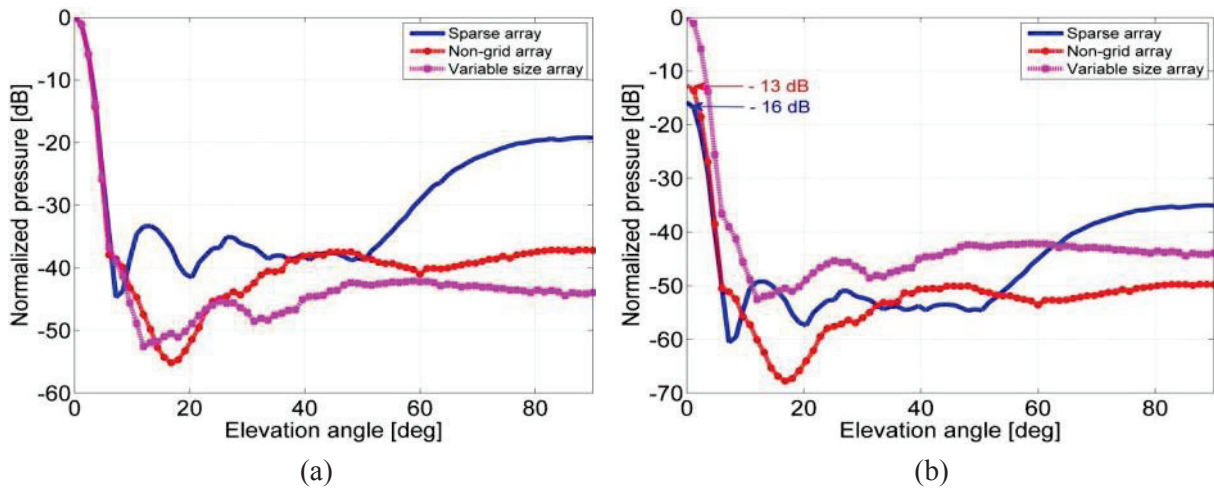 0
-10
-20
-30
-40
-50
-60
Normalized pressure [dB]
0 20 40 60 80
Elevation angle [deg]
Sparse array
Non-grid array
Variable size array
(a)
0
-10
-20
-30
-40
-50
-60
-70
Normalized pressure [dB]
0 20 40 60 80
Elevation angle [deg]
Sparse array
Non-grid array
Variable size array
- 13 dB
- 16 dB
(b)